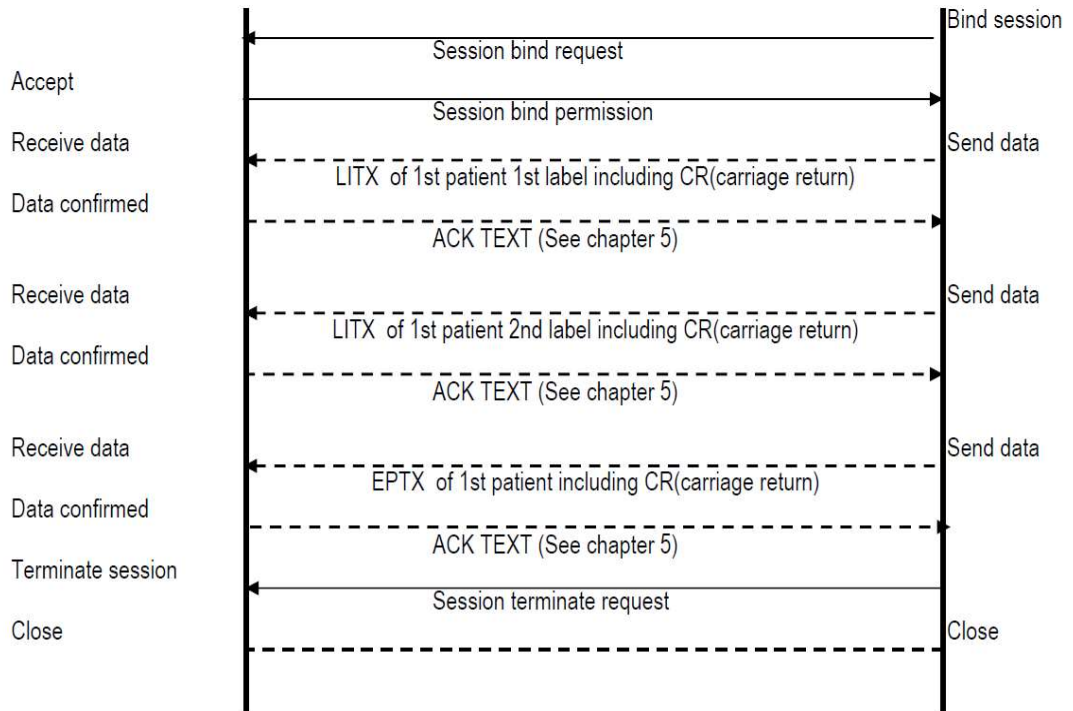 Bind session
Session bind request
Accept
Session bind permission
Receive data
Send data
LITX of 1st patient 1st label including CR(carriage return)
Data confirmed
ACK TEXT (See chapter 5)
Receive data
Send data
LITX of 1st patient 2nd label including CR(carriage return)
Data confirmed
ACK TEXT (See chapter 5)
Receive data
Send data
EPTX of 1st patient including CR(carriage return)
Data confirmed
ACK TEXT (See chapter 5)
Terminate session
Session terminate request
Close
Close